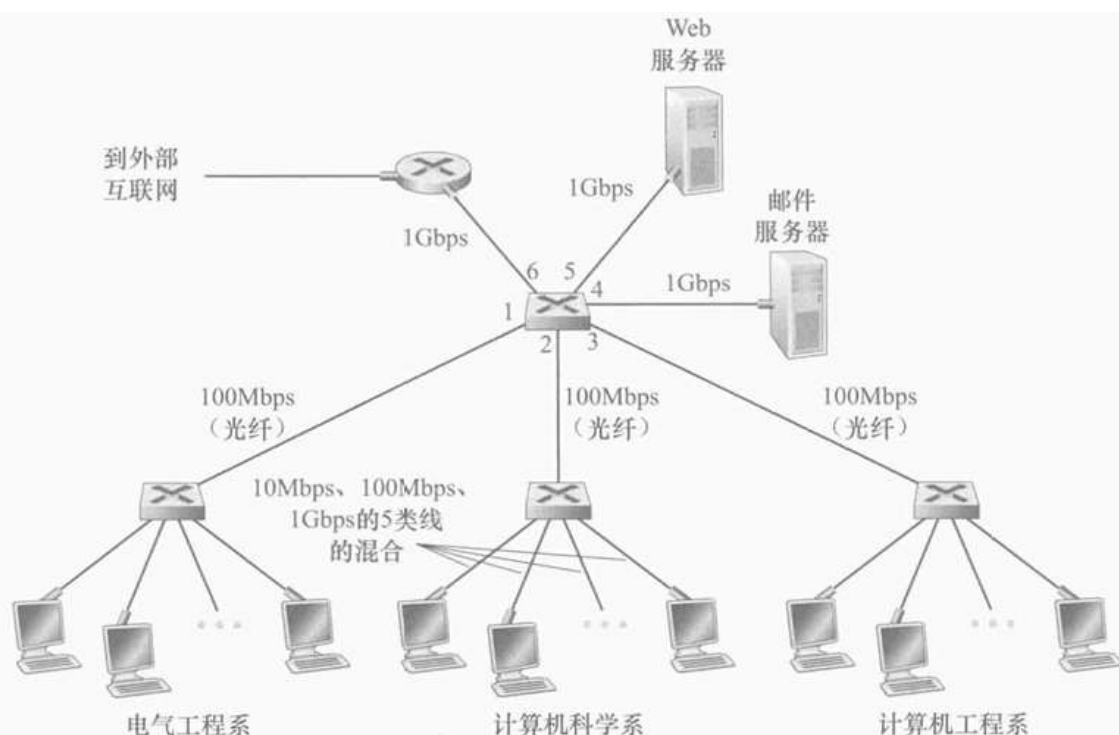 Web
服务器
到外部
互联网
1Gbps
邮件
服务器
1Gbps
6
5
4
1Gbps
1
2
3
100Mbps
（光纤）
100Mbps
（光纤）
100Mbps
（光纤）
10Mbps、100Mbps、
1Gbps的5类线
的混合
电气工程系
计算机科学系
计算机工程系